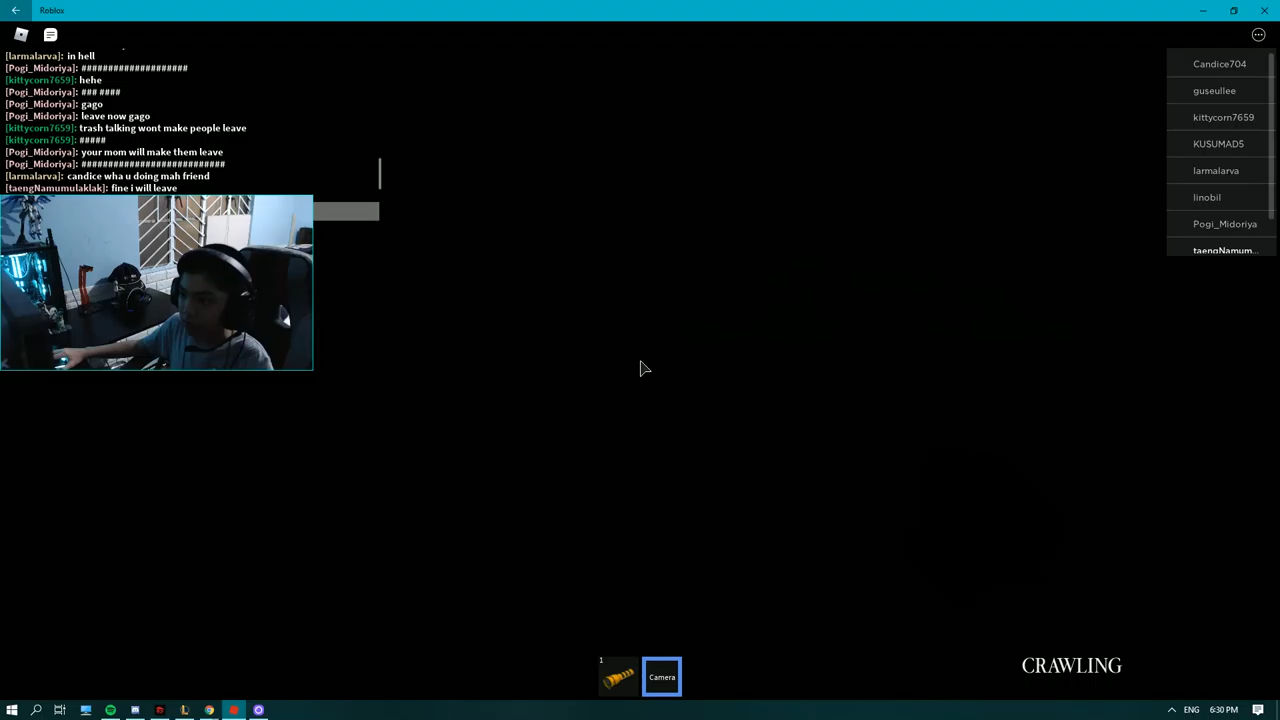 Roblox
[larmalarva]: in hell
[Pogi_Midoriya]: ####################
[kittycorn7659]: hehe
[Pogi_Midoriya]: ### ####
[Pogi_Midoriya]: gago
[Pogi_Midoriya]: leave now gago
[kittycorn7659]: trash talking wont make people leave
[kittycorn7659]: #####
[Pogi_Midoriya]: your mom will make them leave
[Pogi_Midoriya]: ###########################
[larmalarva]: candice wha u doing mah friend
[taengNamumulaklak]: fine i will leave
Candice704
guseullee
kittycorn7659
KUSUMAD5
larmalarva
linobil
Pogi_Midoriya
taengNamum...
CRAWLING
1
Camera
ENG
6:30 PM